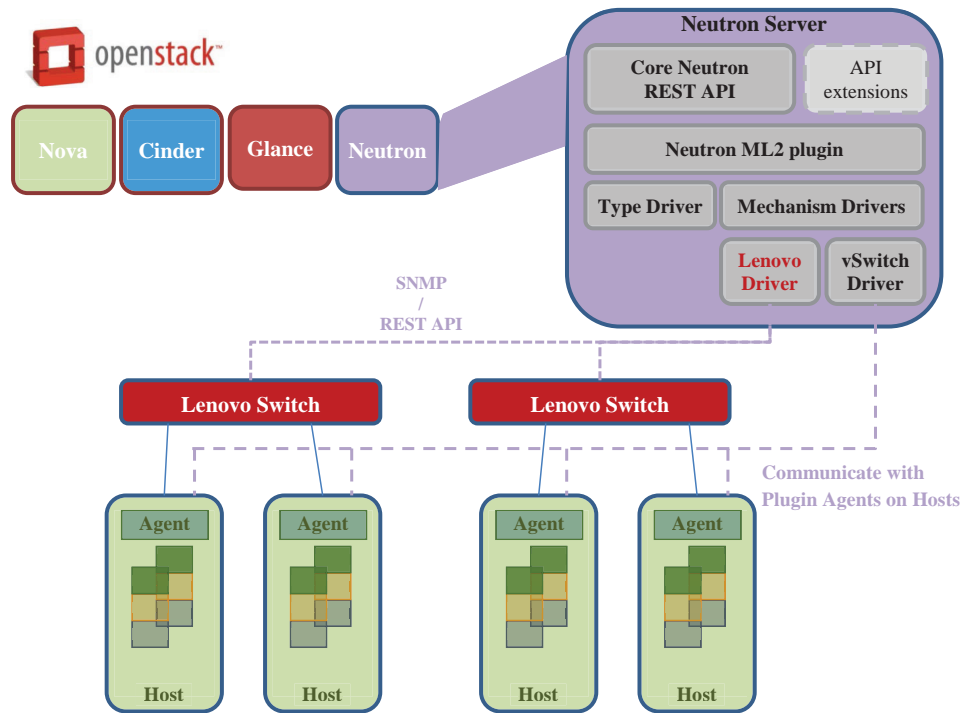 openstack™
Neutron Server
Core Neutron
REST API
API
extensions
Nova
Cinder
Glance
Neutron
Neutron ML2 plugin
Type Driver
Mechanism Drivers
Lenovo
Driver
vSwitch
Driver
SNMP
/
REST API
Lenovo Switch
Lenovo Switch
Communicate with
Plugin Agents on Hosts
Agent
Agent
Agent
Agent
Host
Host
Host
Host